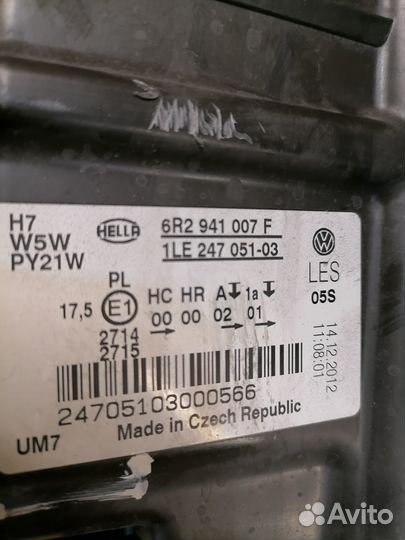 H7
W5W
PY21W
HELLA
6R2 941 007 F
1LE 247 051-03
LES
05S
PL
17,5 E1
HC HR A 1a
00 00 02 01
2714
2715
14.12.2012
11:08:01
24705103000566
Made in Czech Republic
UM7
Avito